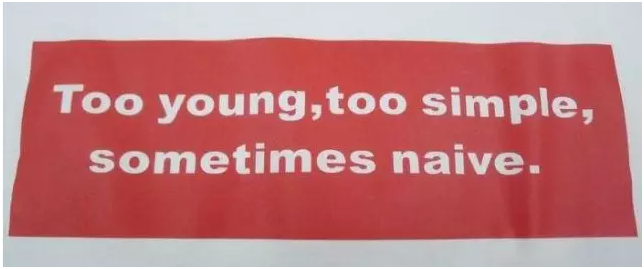 Too young,too simple,
sometimes naive.